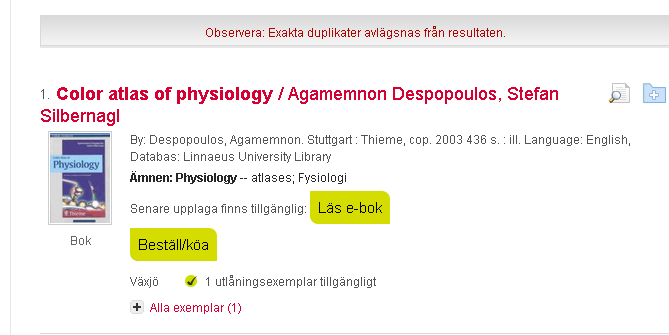 Observera: Exakta duplikater avlägsnas från resultaten.
1. Color atlas of physiology / Agamemnon Despopoulos, Stefan
Silbernagl
By: Despopoulos, Agamemnon. Stuttgart : Thieme, cop. 2003 436 s. : ill. Language: English,
Databas: Linnaeus University Library
Ämnen: Physiology -- atlases; Fysiologi
Physiology
Thieme
Senare upplaga finns tillgänglig: Läs e-bok
Bok
Beställ/köa
Växjö 1 utlåningsexemplar tillgängligt
Alla exemplar (1)